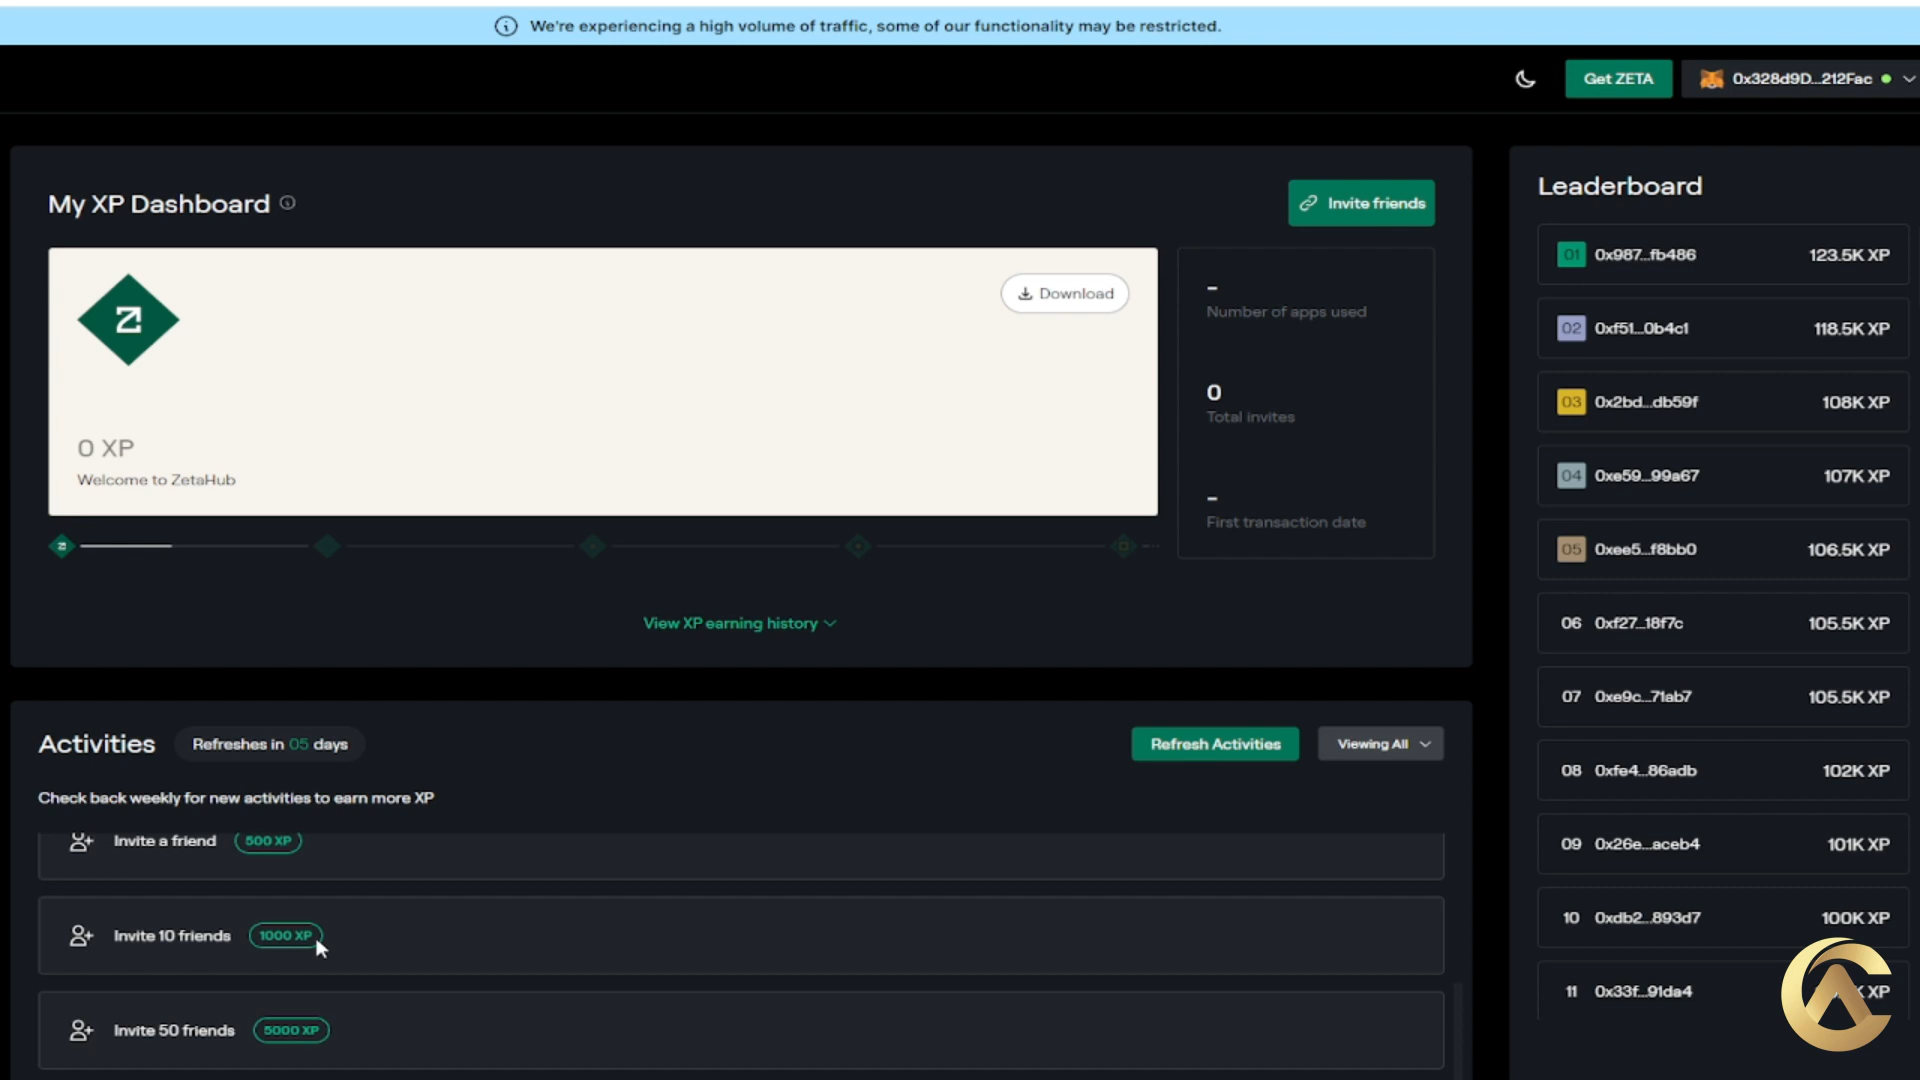 We're experiencing a high volume of traffic, some of our functionality may be restricted.
Get ZETA
0x328d9D...212Fac
My XP Dashboard
Invite friends
Download
0 XP
Welcome to ZetaHub
-
Number of apps used
0
Total invites
-
First transaction date
View XP earning history
Activities
Refreshes in 05 days
Refresh Activities
Viewing All
Check back weekly for new activities to earn more XP
Invite a friend 500 XP
Invite 10 friends 1000 XP
Invite 50 friends 5000 XP
Leaderboard
01 0x987...fb486 123.5K XP
02 0xf51...0b4c1 118.5K XP
03 0x2bd...db59f 108K XP
04 0xe59...99a67 107K XP
05 0xee5...f8bb0 106.5K XP
06 0xf27...18f7c 105.5K XP
07 0xe9c...71ab7 105.5K XP
08 0xfe4...86adb 102K XP
09 0x26e...aceb4 101K XP
10 0xdb2...893d7 100K XP
11 0x33f...91da4 XP